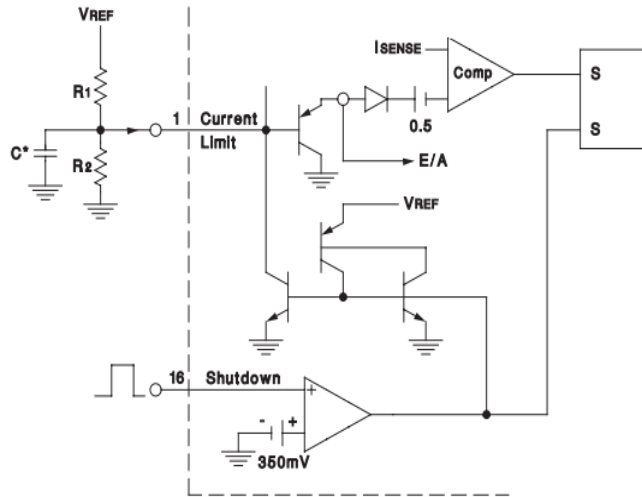 VREF
ISENSE
Comp
S
R1
1 Current
Limit
0.5
S
C*
R2
E/A
VREF
16 Shutdown
+
- +
350mV